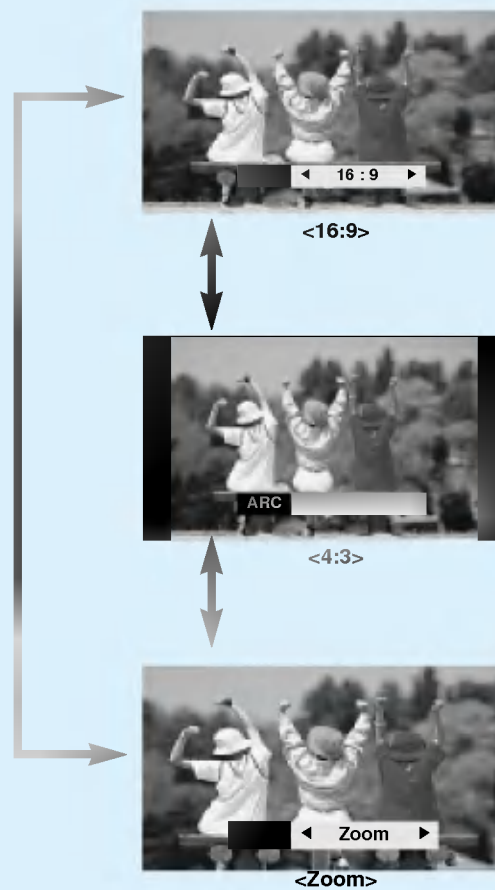 ◄ 16 : 9 ►
<16:9>
ARC
<4:3>
◄ Zoom ►
<Zoom>